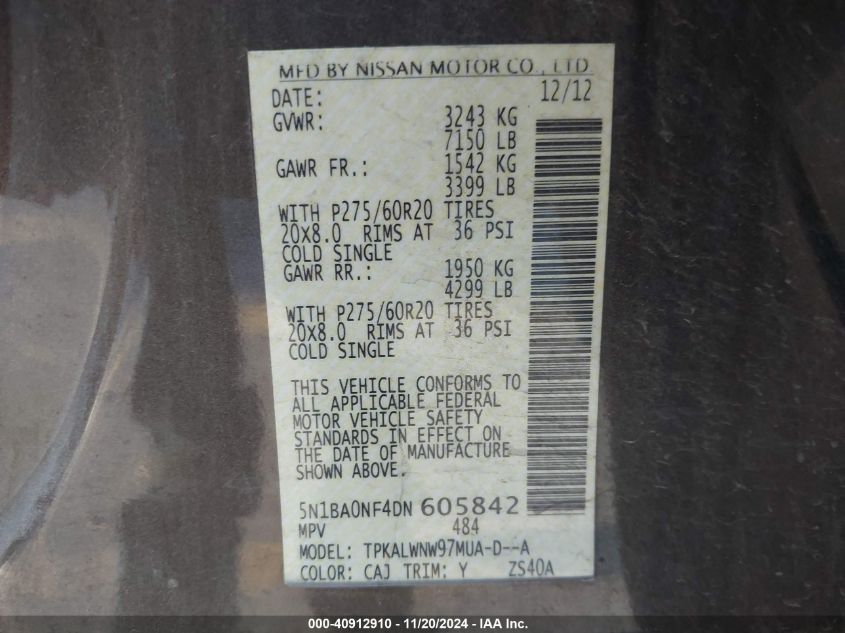 MFD BY NISSAN MOTOR CO., LTD.
DATE: 12/12
GVWR: 3243 KG
7150 LB
GAWR FR.: 1542 KG
3399 LB
WITH P275/60R20 TIRES
20X8.0 RIMS AT 36 PSI
COLD SINGLE
GAWR RR.: 1950 KG
4299 LB
WITH P275/60R20 TIRES
20X8.0 RIMS AT 36 PSI
COLD SINGLE
THIS VEHICLE CONFORMS TO
ALL APPLICABLE FEDERAL
MOTOR VEHICLE SAFETY
STANDARDS IN EFFECT ON
THE DATE OF MANUFACTURE
SHOWN ABOVE.
5N1BA0NF4DN 605842
MPV 484
MODEL: TPKALWNW97MUA-D--A
COLOR: CAJ TRIM: Y ZS40A
000-40912910 - 11/20/2024 - IAA Inc.